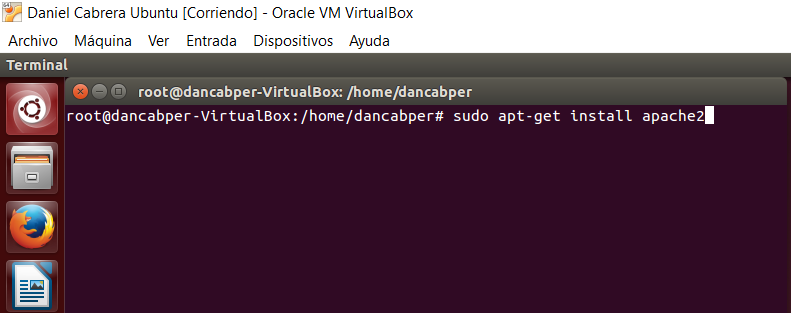 64
Daniel Cabrera Ubuntu [Corriendo] - Oracle VM VirtualBox
Archivo Máquina Ver Entrada Dispositivos Ayuda
Terminal
root@dancabper-VirtualBox: /home/dancabper
root@dancabper-VirtualBox:/home/dancabper# sudo apt-get install apache2